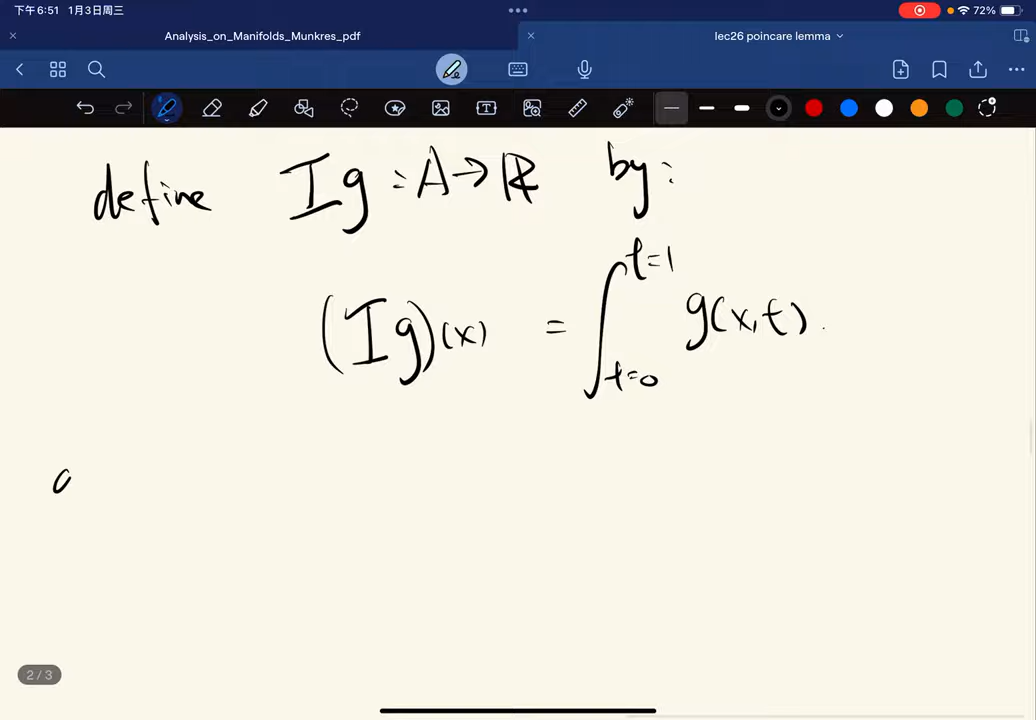 下午6:51 1月3日周三
72%
Analysis_on_Manifolds_Munkres_pdf
lec26 poincare lemma
define Ig : A → ℝ by:
t=1
(Ig)(x) = ∫ g(x,t).
t=0
2 / 3